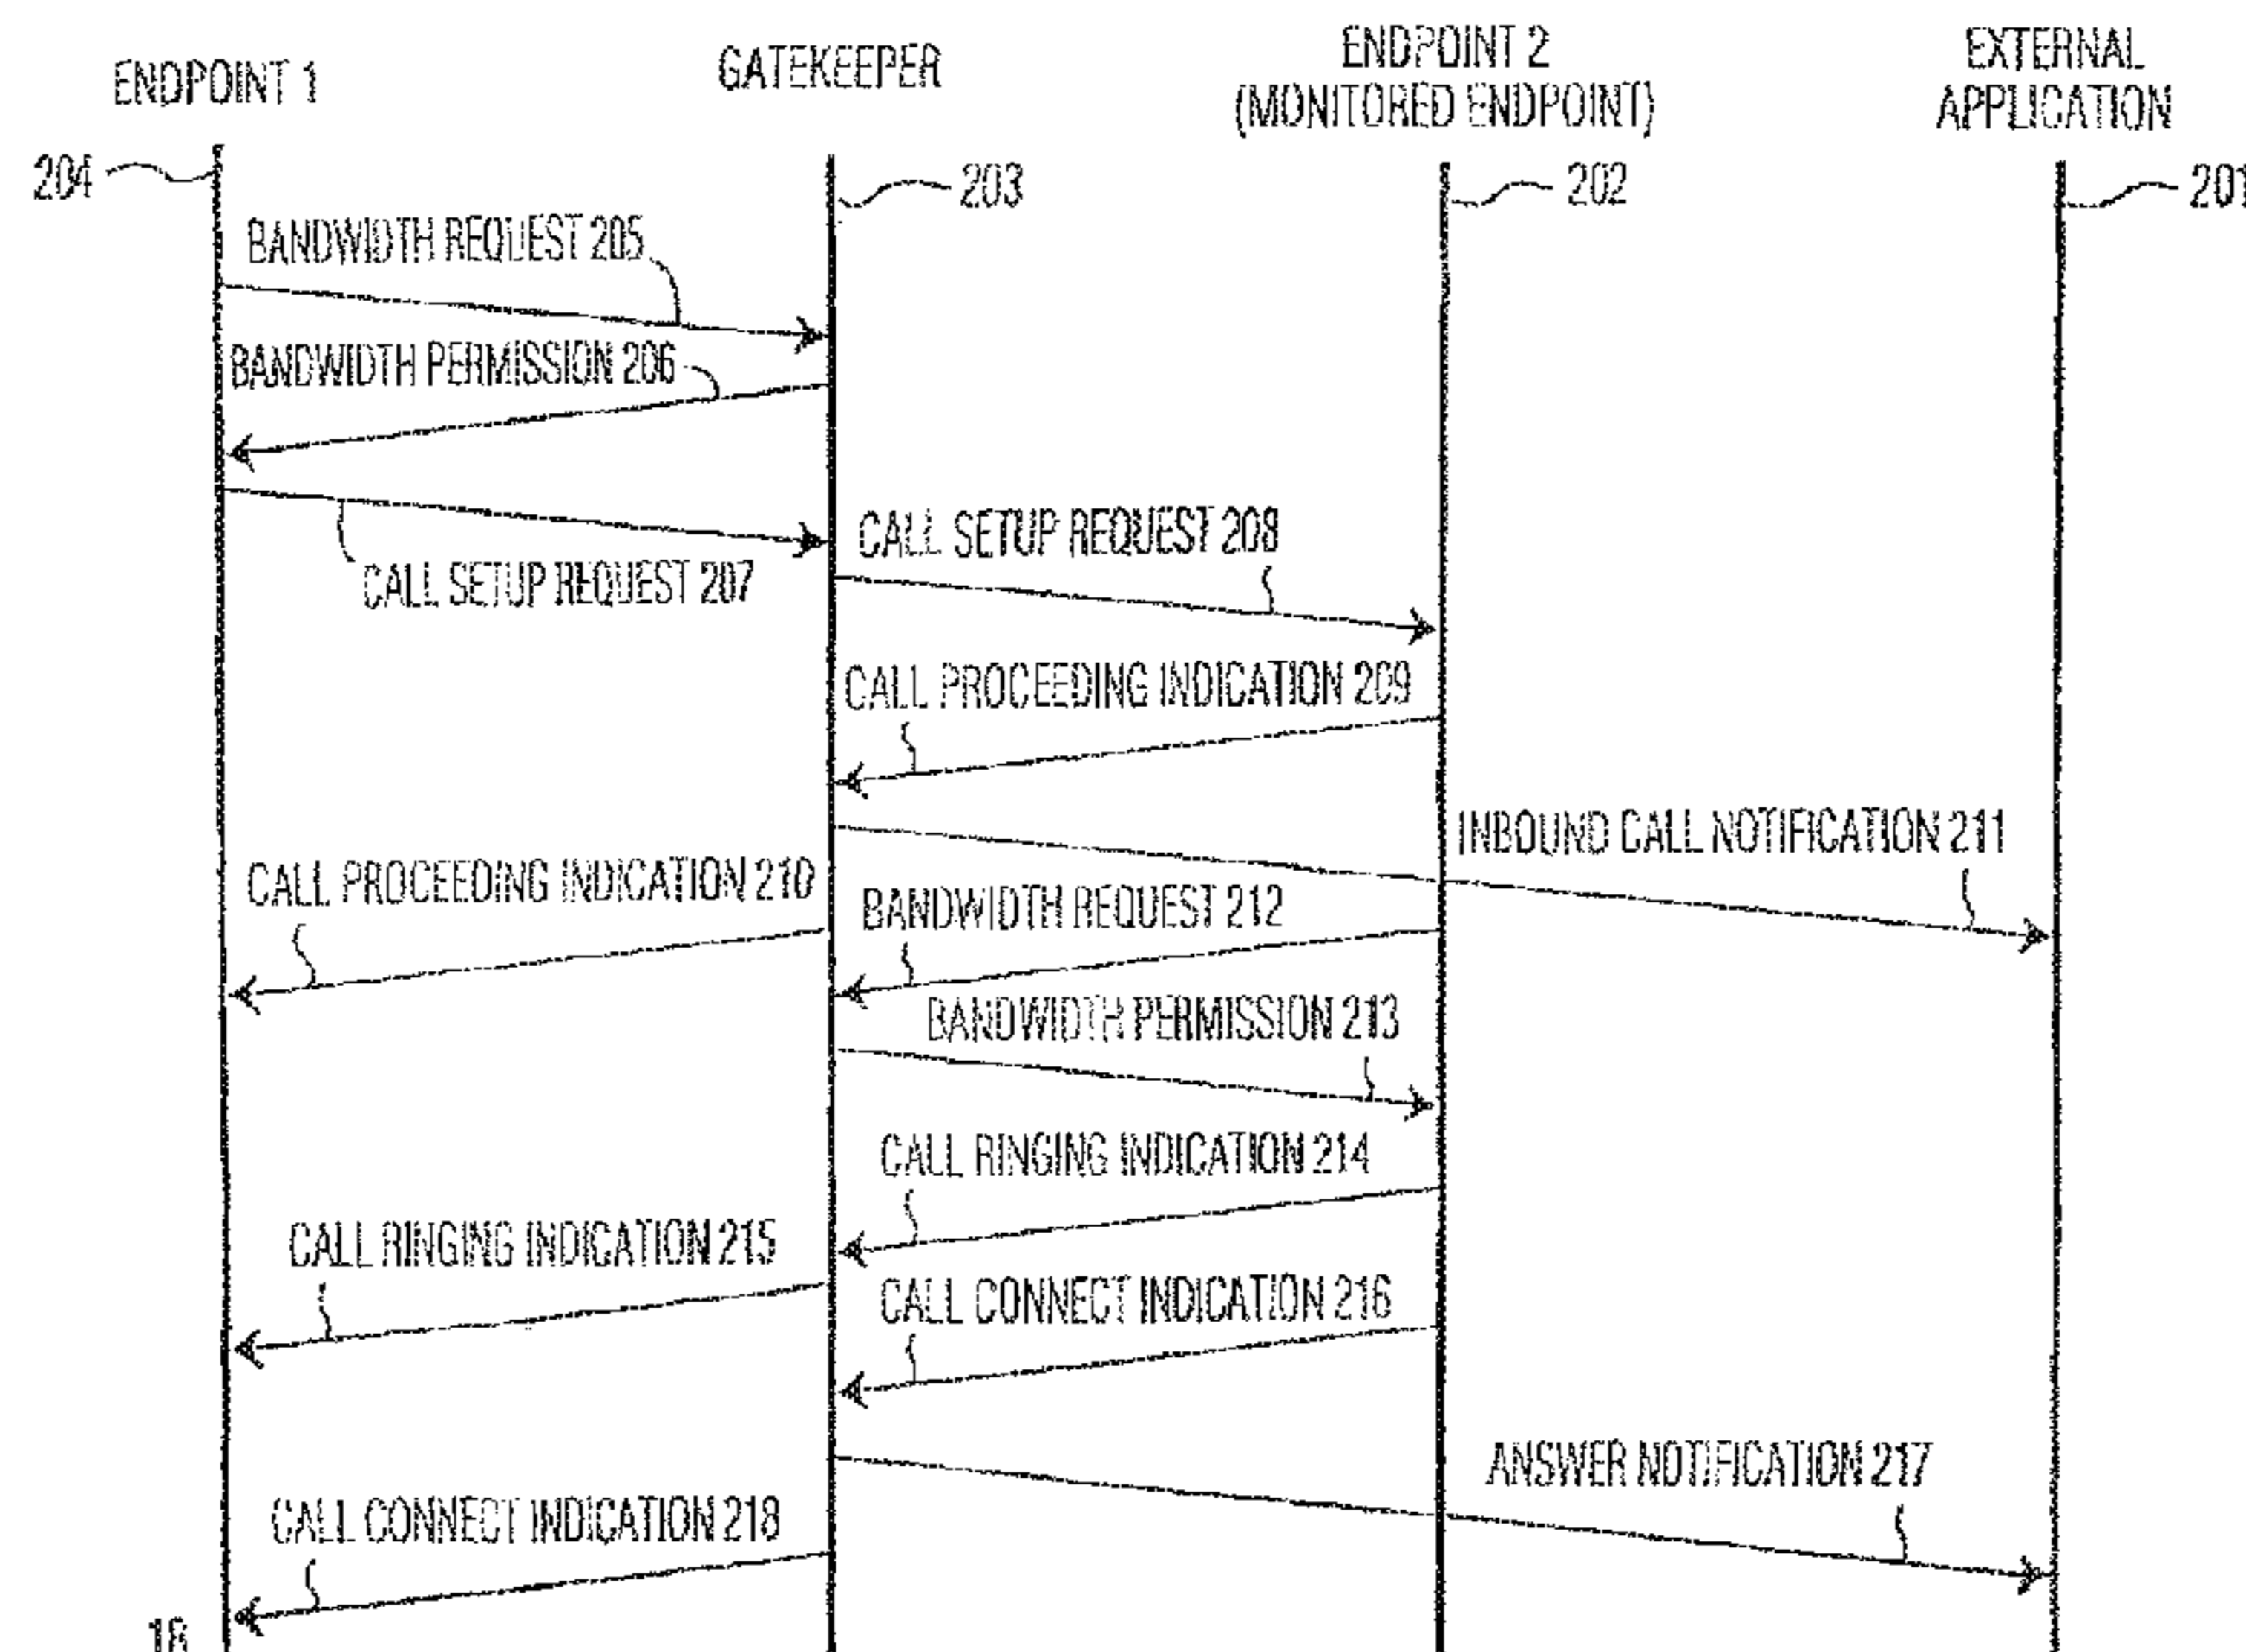 ENDPOINT 1
GATEKEEPER
ENDPOINT 2
(MONITORED ENDPOINT)
EXTERNAL
APPLICATION
204
203
202
201
BANDWIDTH REQUEST 205
BANDWIDTH PERMISSION 206
CALL SETUP REQUEST 207
CALL SETUP REQUEST 208
CALL PROCEEDING INDICATION 209
INBOUND CALL NOTIFICATION 211
CALL PROCEEDING INDICATION 210
BANDWIDTH REQUEST 212
BANDWIDTH PERMISSION 213
CALL RINGING INDICATION 214
CALL RINGING INDICATION 215
CALL CONNECT INDICATION 216
ANSWER NOTIFICATION 217
CALL CONNECT INDICATION 218